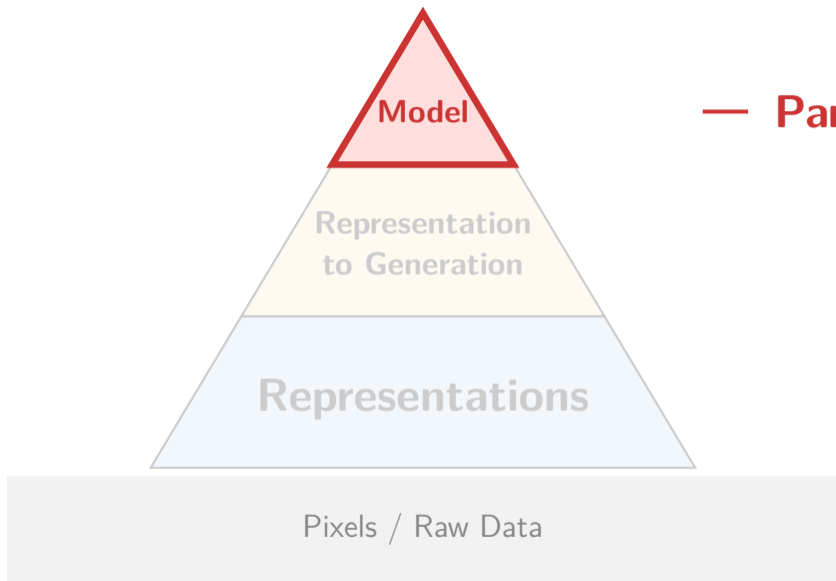 Model
— Par
Representation
to Generation
Representations
Pixels / Raw Data